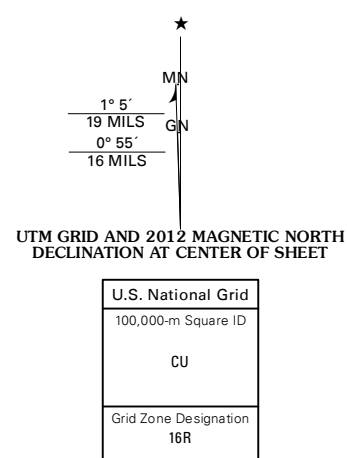 MN
1° 5´
19 MILS
GN
0° 55´
16 MILS
UTM GRID AND 2012 MAGNETIC NORTH
DECLINATION AT CENTER OF SHEET
U.S. National Grid
100,000-m Square ID
CU
Grid Zone Designation
16R